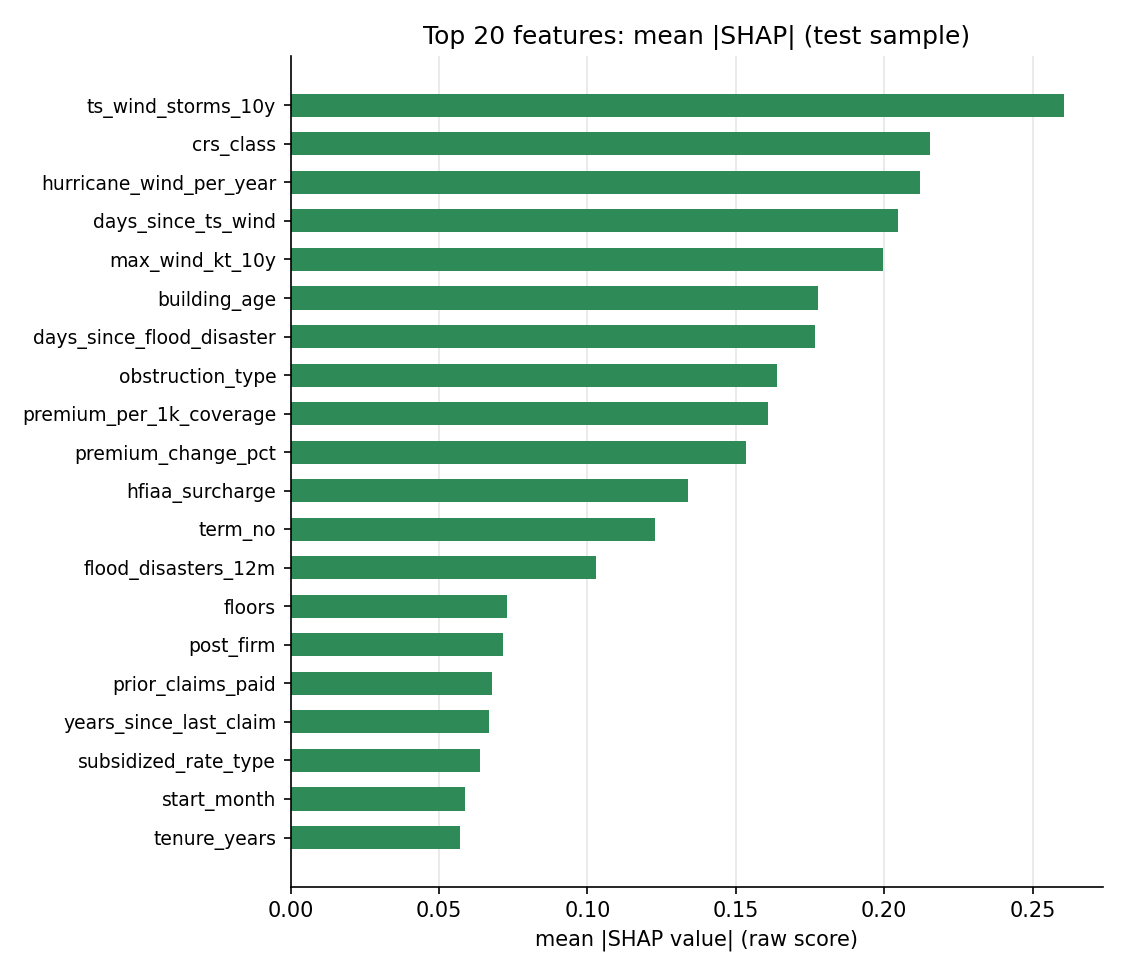 Top 20 features: mean |SHAP| (test sample)
ts_wind_storms_10y
crs_class
hurricane_wind_per_year
days_since_ts_wind
max_wind_kt_10y
building_age
days_since_flood_disaster
obstruction_type
premium_per_1k_coverage
premium_change_pct
hfiaa_surcharge
term_no
flood_disasters_12m
floors
post_firm
prior_claims_paid
years_since_last_claim
subsidized_rate_type
start_month
tenure_years
0.00 0.05 0.10 0.15 0.20 0.25
mean |SHAP value| (raw score)